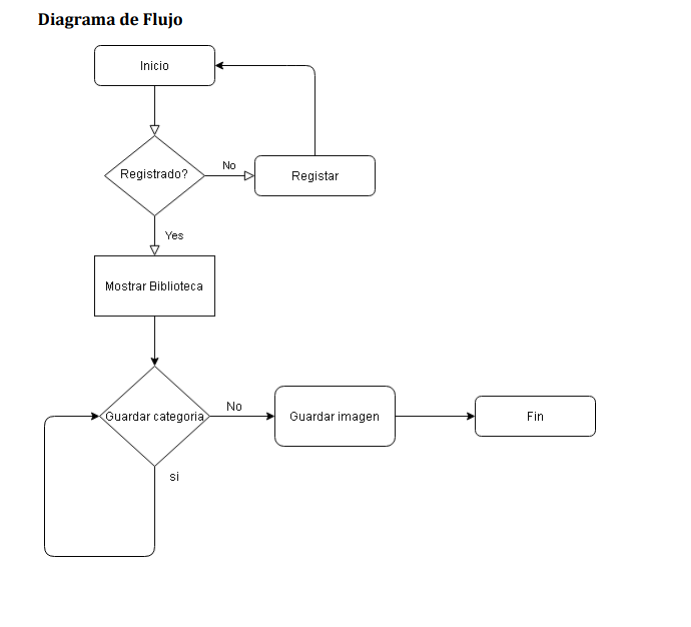 Diagrama de Flujo
Inicio
Registrado?
No
Registar
Yes
Mostrar Biblioteca
Guardar categoria
No
Guardar imagen
Fin
si